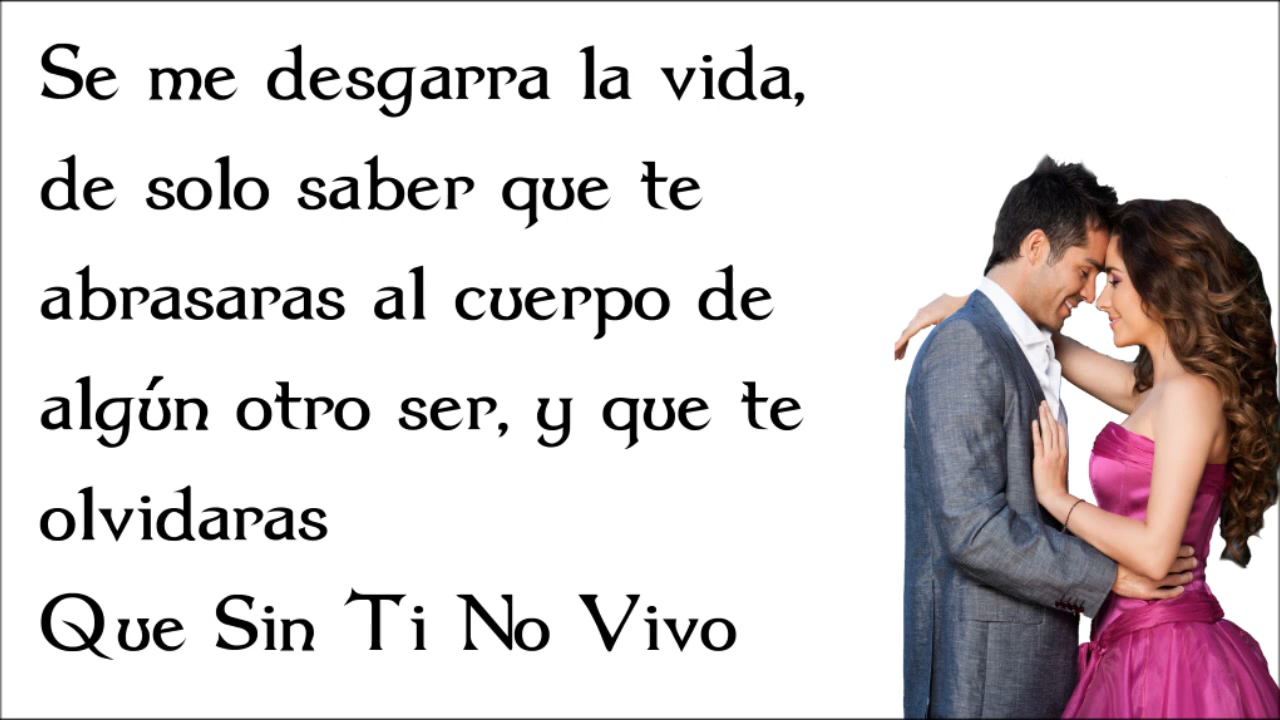 Se me desgarra la vida,
de solo saber que te
abrasaras al cuerpo de
algún otro ser, y que te
olvidaras
Que Sin Ti No Vivo